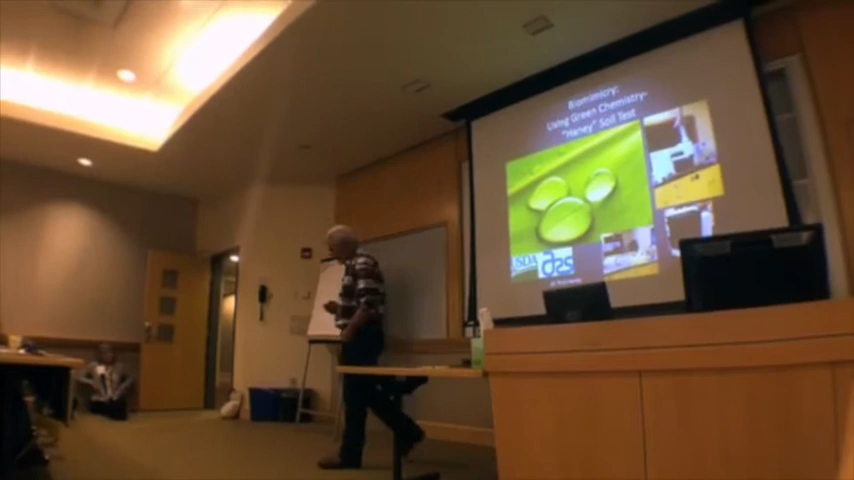 Biomimicry:
Using Green Chemistry-
"Haney" Soil Test
USDA
ars